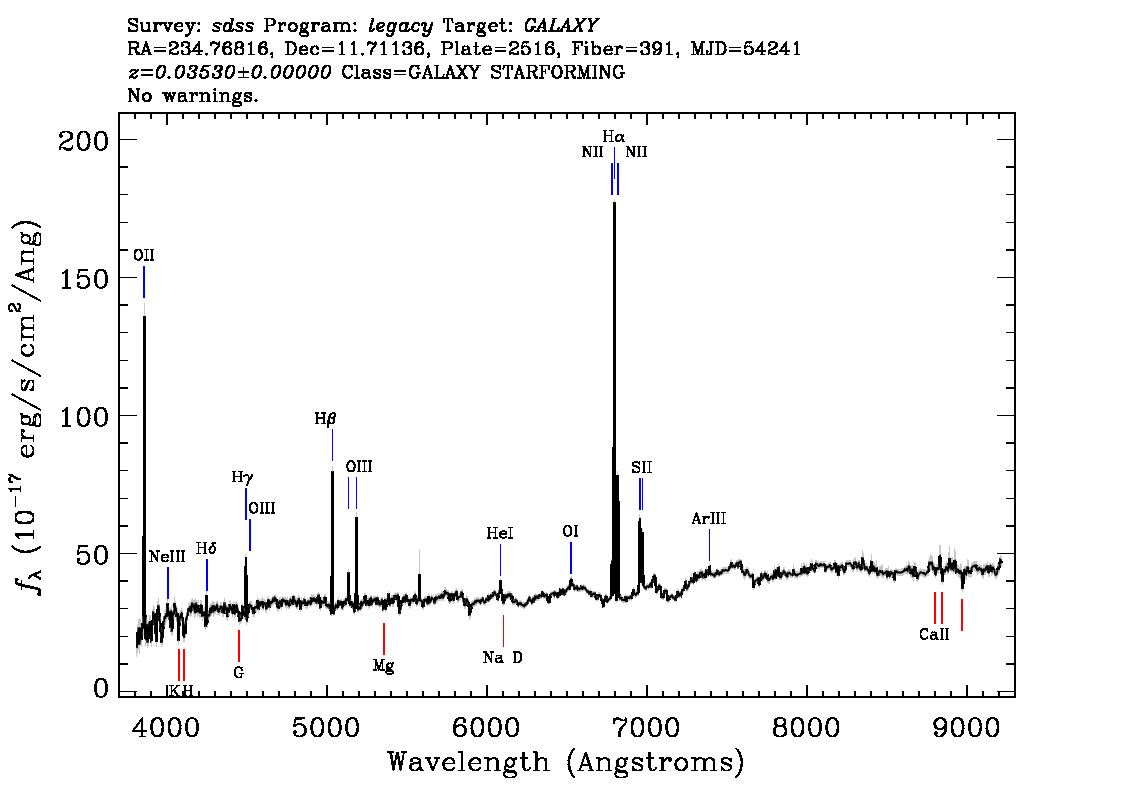 Survey: sdss Program: legacy Target: GALAXY
RA=234.76816, Dec=11.71136, Plate=2516, Fiber=391, MJD=54241
z=0.03530±0.00000 Class=GALAXY STARFORMING
No warnings.
Hα
NII NII
OII
Hβ
OIII
SII
Hγ
OIII
ArIII
HeI
OI
NeIII
Hδ
CaII
Na D
Mg
G
K H
200
150
100
50
0
fλ (10⁻¹⁷ erg/s/cm²/Ang)
4000 5000 6000 7000 8000 9000
Wavelength (Angstroms)